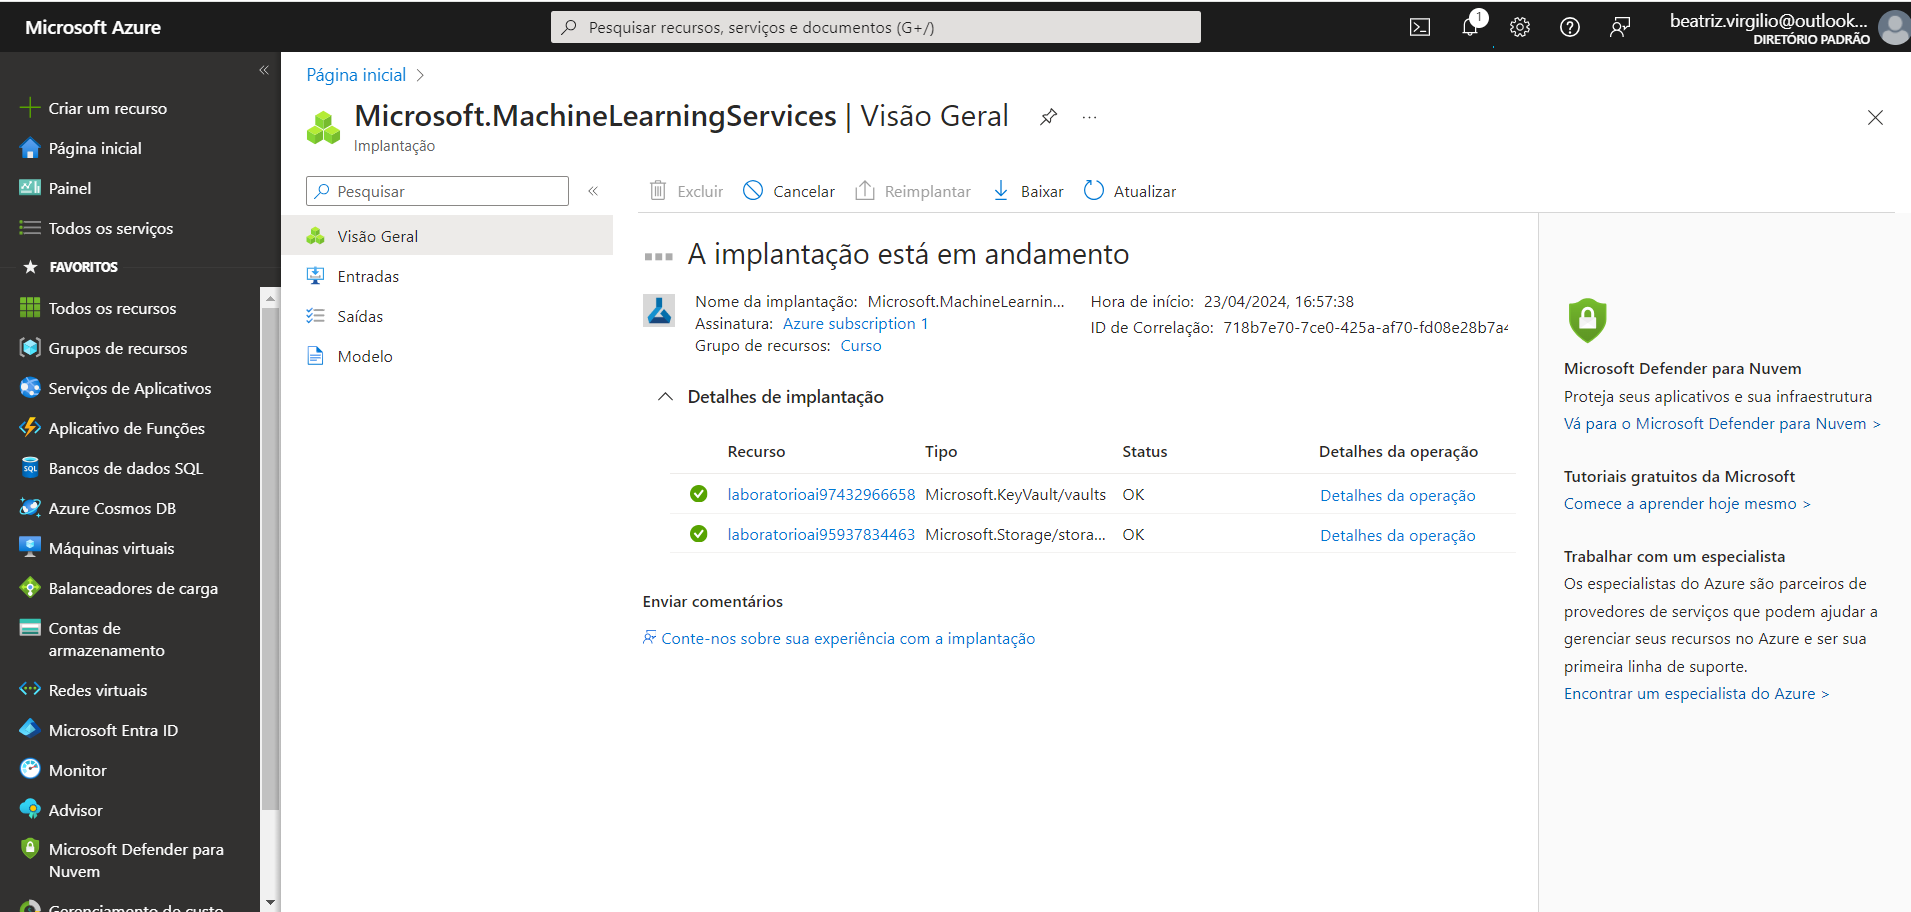 Microsoft Azure
Pesquisar recursos, serviços e documentos (G+/)
1
beatriz.virgilio@outlook...
DIRETÓRIO PADRÃO
Criar um recurso
Página inicial
Painel
Todos os serviços
FAVORITOS
Todos os recursos
Grupos de recursos
Serviços de Aplicativos
Aplicativo de Funções
SQL
Bancos de dados SQL
Azure Cosmos DB
Máquinas virtuais
Balanceadores de carga
Contas de
armazenamento
Redes virtuais
Microsoft Entra ID
Monitor
Advisor
Microsoft Defender para
Nuvem
Gerenciamento de custo
Página inicial
Microsoft.MachineLearningServices | Visão Geral
...
Implantação
Pesquisar
Visão Geral
Entradas
Saídas
Modelo
Excluir
Cancelar
Reimplantar
Baixar
Atualizar
A implantação está em andamento
Nome da implantação: Microsoft.MachineLearnin...
Assinatura: Azure subscription 1
Grupo de recursos: Curso
Hora de início: 23/04/2024, 16:57:38
ID de Correlação: 718b7e70-7ce0-425a-af70-fd08e28b7a4
Detalhes de implantação
Recurso Tipo Status Detalhes da operação
laboratorioai97432966658 Microsoft.KeyVault/vaults OK Detalhes da operação
laboratorioai95937834463 Microsoft.Storage/stora... OK Detalhes da operação
Enviar comentários
Conte-nos sobre sua experiência com a implantação
Microsoft Defender para Nuvem
Proteja seus aplicativos e sua infraestrutura
Vá para o Microsoft Defender para Nuvem >
Tutoriais gratuitos da Microsoft
Comece a aprender hoje mesmo >
Trabalhar com um especialista
Os especialistas do Azure são parceiros de
provedores de serviços que podem ajudar a
gerenciar seus recursos no Azure e ser sua
primeira linha de suporte.
Encontrar um especialista do Azure >